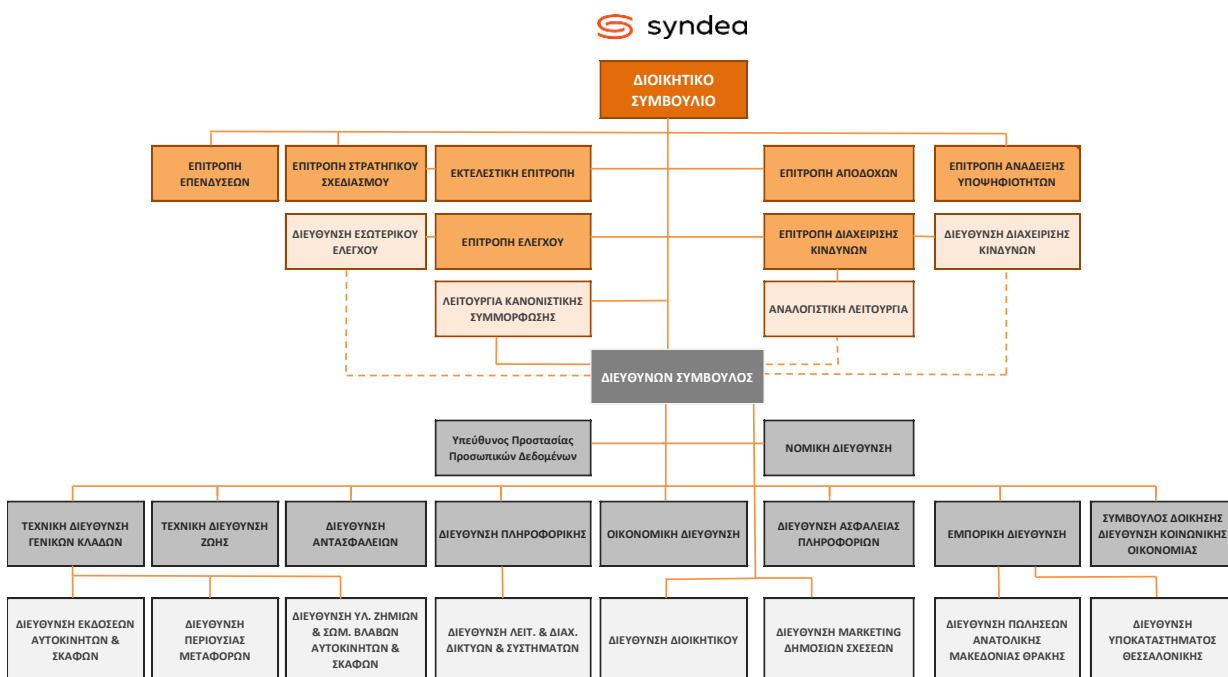 syndea
ΔΙΟΙΚΗΤΙΚΟ
ΣΥΜΒΟΥΛΙΟ
ΕΠΙΤΡΟΠΗ
ΕΠΕΝΔΥΣΕΩΝ
ΕΠΙΤΡΟΠΗ ΣΤΡΑΤΗΓΙΚΟΥ
ΣΧΕΔΙΑΣΜΟΥ
ΕΚΤΕΛΕΣΤΙΚΗ ΕΠΙΤΡΟΠΗ
ΕΠΙΤΡΟΠΗ ΑΠΟΔΟΧΩΝ
ΕΠΙΤΡΟΠΗ ΑΝΑΔΕΙΞΗΣ
ΥΠΟΨΗΦΙΟΤΗΤΩΝ
ΔΙΕΥΘΥΝΣΗ ΕΣΩΤΕΡΙΚΟΥ
ΕΛΕΓΧΟΥ
ΕΠΙΤΡΟΠΗ ΕΛΕΓΧΟΥ
ΕΠΙΤΡΟΠΗ ΔΙΑΧΕΙΡΙΣΗΣ
ΚΙΝΔΥΝΩΝ
ΔΙΕΥΘΥΝΣΗ ΔΙΑΧΕΙΡΙΣΗΣ
ΚΙΝΔΥΝΩΝ
ΛΕΙΤΟΥΡΓΙΑ ΚΑΝΟΝΙΣΤΙΚΗΣ
ΣΥΜΜΟΡΦΩΣΗΣ
ΑΝΑΛΟΓΙΣΤΙΚΗ ΛΕΙΤΟΥΡΓΙΑ
ΔΙΕΥΘΥΝΩΝ ΣΥΜΒΟΥΛΟΣ
Υπεύθυνος Προστασίας
Προσωπικών Δεδομένων
ΝΟΜΙΚΗ ΔΙΕΥΘΥΝΣΗ
ΤΕΧΝΙΚΗ ΔΙΕΥΘΥΝΣΗ
ΓΕΝΙΚΩΝ ΚΛΑΔΩΝ
ΤΕΧΝΙΚΗ ΔΙΕΥΘΥΝΣΗ
ΖΩΗΣ
ΔΙΕΥΘΥΝΣΗ
ΑΝΤΑΣΦΑΛΕΙΩΝ
ΔΙΕΥΘΥΝΣΗ ΠΛΗΡΟΦΟΡΙΚΗΣ
ΟΙΚΟΝΟΜΙΚΗ ΔΙΕΥΘΥΝΣΗ
ΔΙΕΥΘΥΝΣΗ ΑΣΦΑΛΕΙΑΣ
ΠΛΗΡΟΦΟΡΙΩΝ
ΕΜΠΟΡΙΚΗ ΔΙΕΥΘΥΝΣΗ
ΣΥΜΒΟΥΛΟΣ ΔΟΙΚΗΣΗΣ
ΔΙΕΥΘΥΝΣΗ ΚΟΙΝΩΝΙΚΗΣ
ΟΙΚΟΝΟΜΙΑΣ
ΔΙΕΥΘΥΝΣΗ ΕΚΔΟΣΕΩΝ
ΑΥΤΟΚΙΝΗΤΩΝ &
ΣΚΑΦΩΝ
ΔΙΕΥΘΥΝΣΗ
ΠΕΡΙΟΥΣΙΑΣ
ΜΕΤΑΦΟΡΩΝ
ΔΙΕΥΘΥΝΣΗ ΥΛ. ΖΗΜΙΩΝ
& ΣΩΜ. ΒΛΑΒΩΝ
ΑΥΤΟΚΙΝΗΤΩΝ &
ΣΚΑΦΩΝ
ΔΙΕΥΘΥΝΣΗ ΛΕΙΤ. & ΔΙΑΧ.
ΔΙΚΤΥΩΝ & ΣΥΣΤΗΜΑΤΩΝ
ΔΙΕΥΘΥΝΣΗ ΔΙΟΙΚΗΤΙΚΟΥ
ΔΙΕΥΘΥΝΣΗ MARKETING
ΔΗΜΟΣΙΩΝ ΣΧΕΣΕΩΝ
ΔΙΕΥΘΥΝΣΗ ΠΩΛΗΣΕΩΝ
ΑΝΑΤΟΛΙΚΗΣ
ΜΑΚΕΔΟΝΙΑΣ ΘΡΑΚΗΣ
ΔΙΕΥΘΥΝΣΗ
ΥΠΟΚΑΤΑΣΤΗΜΑΤΟΣ
ΘΕΣΣΑΛΟΝΙΚΗΣ